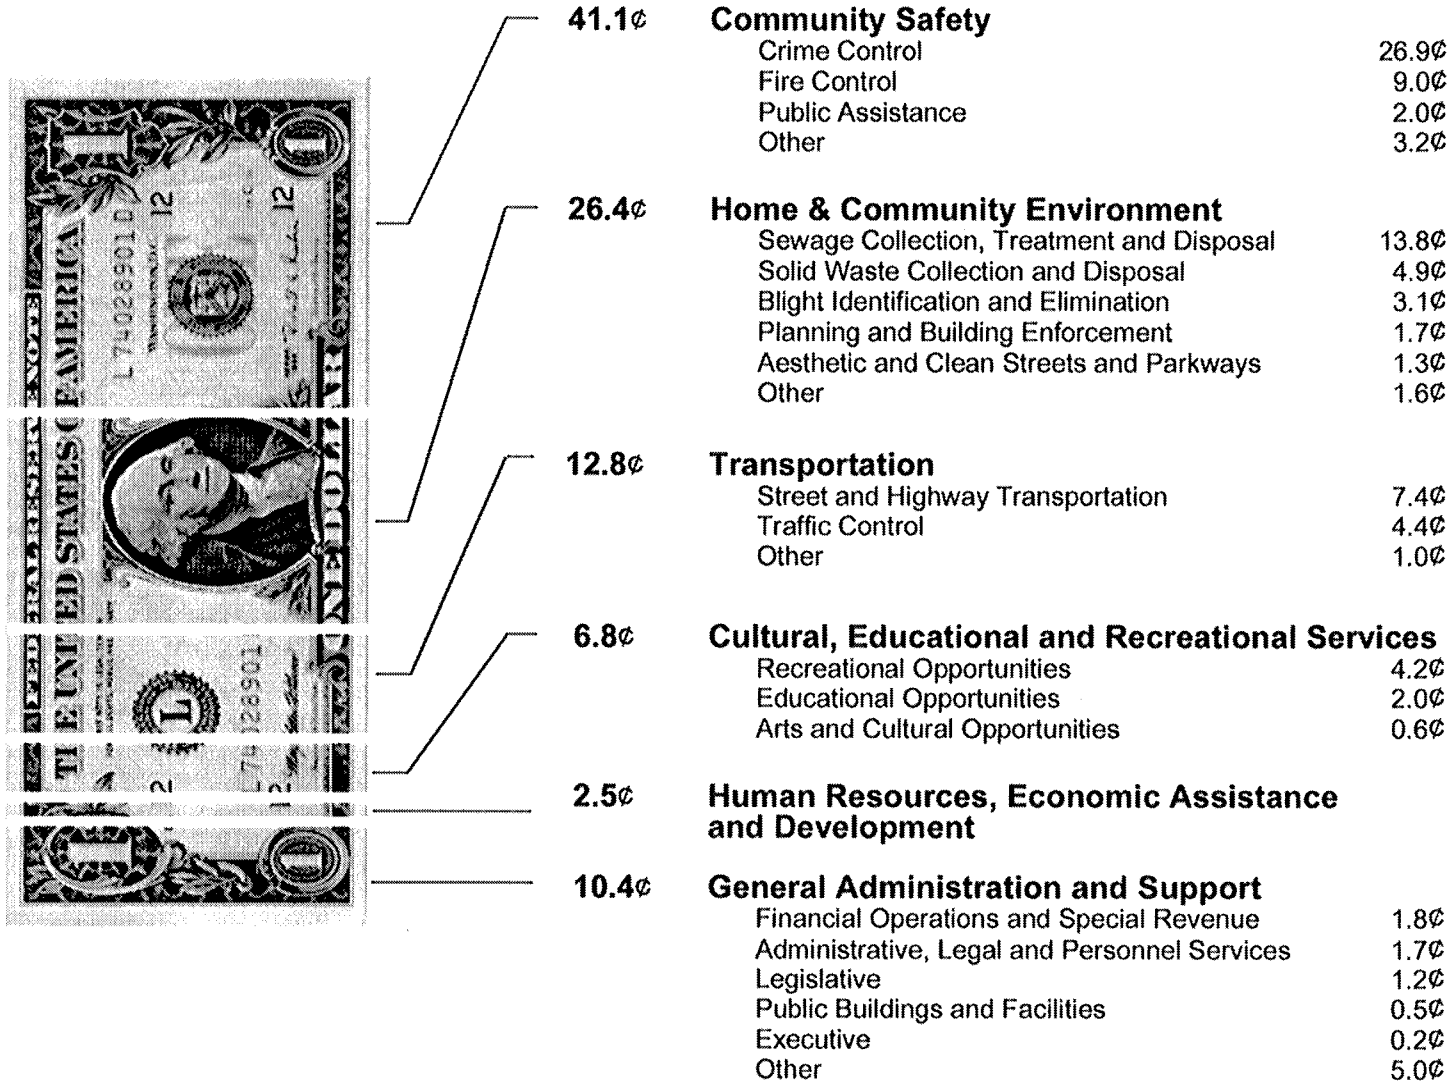 41.1¢ Community Safety
Crime Control 26.9¢
Fire Control 9.0¢
Public Assistance 2.0¢
Other 3.2¢
26.4¢ Home & Community Environment
Sewage Collection, Treatment and Disposal 13.8¢
Solid Waste Collection and Disposal 4.9¢
Blight Identification and Elimination 3.1¢
Planning and Building Enforcement 1.7¢
Aesthetic and Clean Streets and Parkways 1.3¢
Other 1.6¢
12.8¢ Transportation
Street and Highway Transportation 7.4¢
Traffic Control 4.4¢
Other 1.0¢
6.8¢ Cultural, Educational and Recreational Services
Recreational Opportunities 4.2¢
Educational Opportunities 2.0¢
Arts and Cultural Opportunities 0.6¢
2.5¢ Human Resources, Economic Assistance
and Development
10.4¢ General Administration and Support
Financial Operations and Special Revenue 1.8¢
Administrative, Legal and Personnel Services 1.7¢
Legislative 1.2¢
Public Buildings and Facilities 0.5¢
Executive 0.2¢
Other 5.0¢
12
12
L74028901
L
12